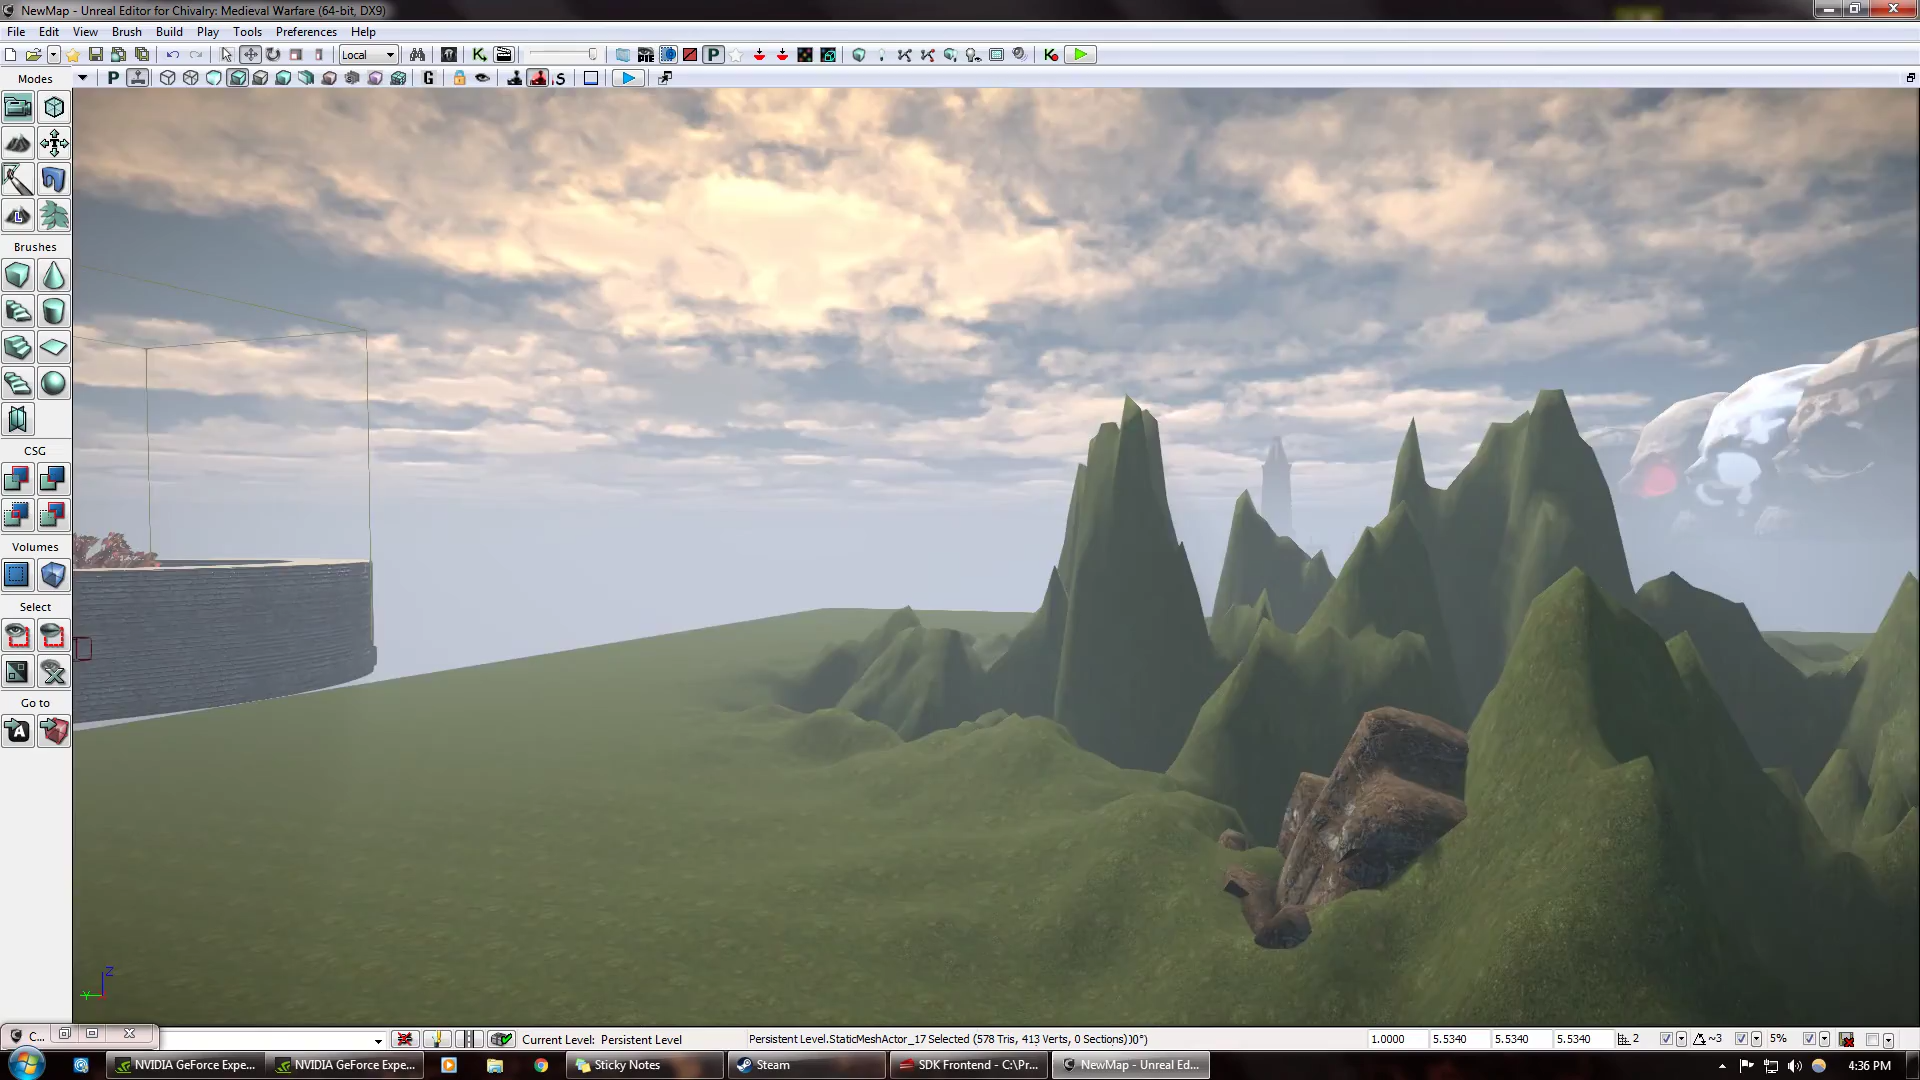 NewMap - Unreal Editor for Chivalry: Medieval Warfare (64-bit, DX9)
File Edit View Brush Build Play Preferences Help
Local
Modes P G S
Brushes
CSG
Volumes
Select
Go to
A
Z
Y
C... Current Level: Persistent Level Persistent Level.StaticMeshActor_17 Selected (578 Tris, 413 Verts, 0 Sections))0°) 1.0000 5.5340 5.5340 5.5340 2 ~3 5%
NVIDIA GeForce Expe... NVIDIA GeForce Expe... Sticky Notes Steam SDK Frontend - C:\Pr... NewMap - Unreal Ed... 4:36 PM